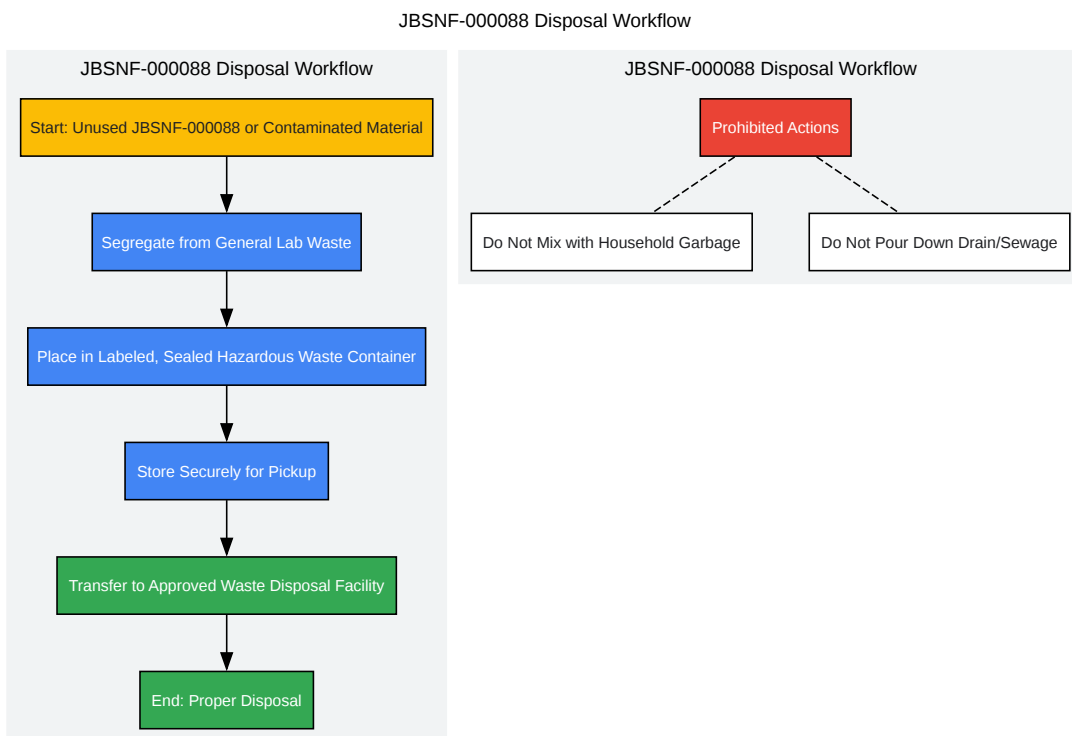 JBSNF-000088 Disposal Workflow
JBSNF-000088 Disposal Workflow
Start: Unused JBSNF-000088 or Contaminated Material
Segregate from General Lab Waste
Place in Labeled, Sealed Hazardous Waste Container
Store Securely for Pickup
Transfer to Approved Waste Disposal Facility
End: Proper Disposal
JBSNF-000088 Disposal Workflow
Prohibited Actions
Do Not Mix with Household Garbage
Do Not Pour Down Drain/Sewage